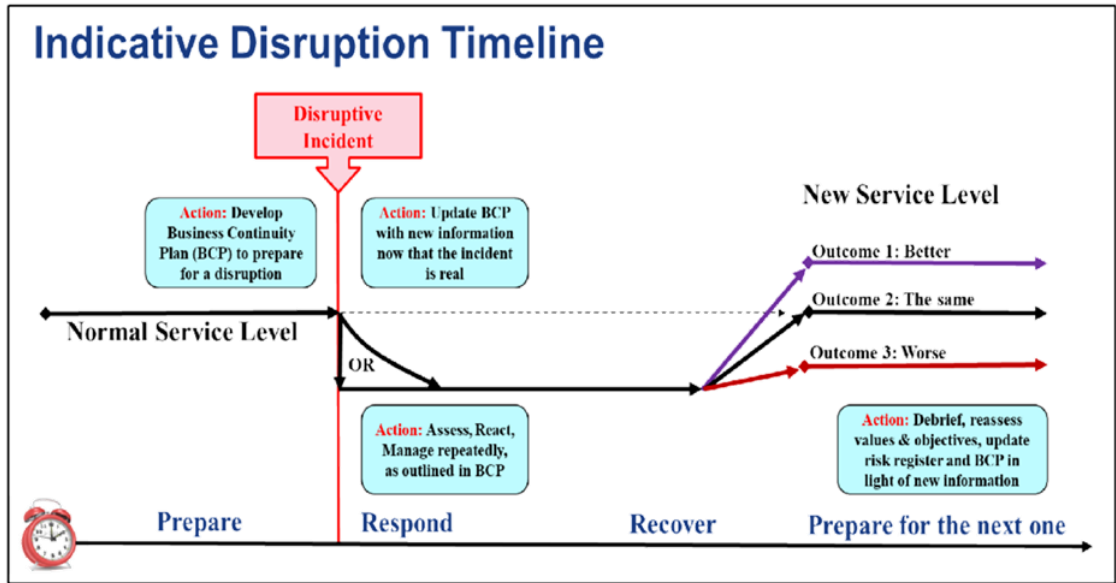 Indicative Disruption Timeline
Disruptive
Incident
Action: Develop
Business Continuity
Plan (BCP) to prepare
for a disruption
Action: Update BCP
with new information
now that the incident
is real
New Service Level
Outcome 1: Better
Outcome 2: The same
Outcome 3: Worse
Normal Service Level
OR
Action: Assess, React,
Manage repeatedly,
as outlined in BCP
Action: Debrief, reassess
values & objectives, update
risk register and BCP in
light of new information
Prepare
Respond
Recover
Prepare for the next one